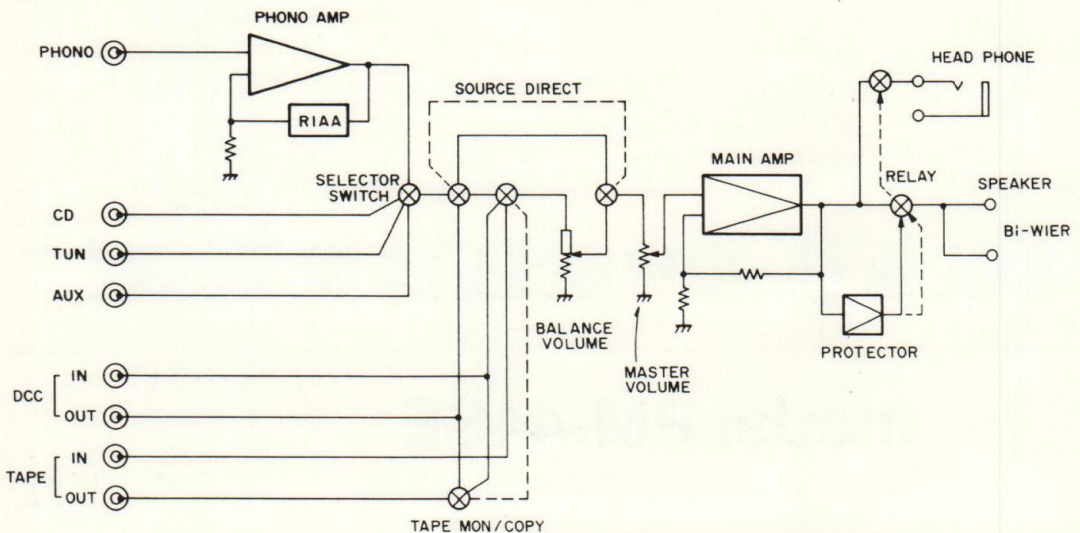 PHONO AMP
PHONO
RIAA
SOURCE DIRECT
HEAD PHONE
MAIN AMP
RELAY
SELECTOR
SWITCH
SPEAKER
Bi-WIER
CD
TUN
AUX
BALANCE
VOLUME
MASTER
VOLUME
PROTECTOR
DCC
IN
OUT
TAPE
IN
OUT
TAPE MON/COPY